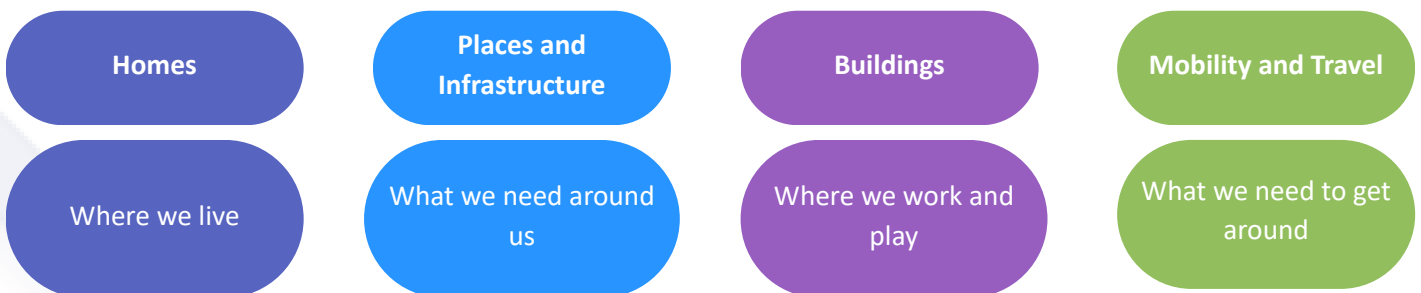 Homes
Places and
Infrastructure
Buildings
Mobility and Travel
Where we live
What we need around
us
Where we work and
play
What we need to get
around